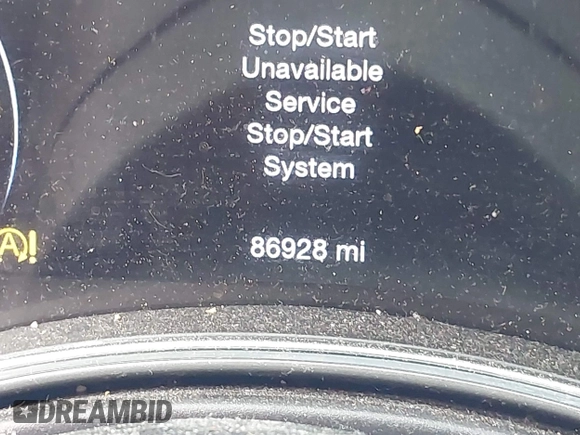 Stop/Start
Unavailable
Service
Stop/Start
System
A!
86928 mi
DREAMBID